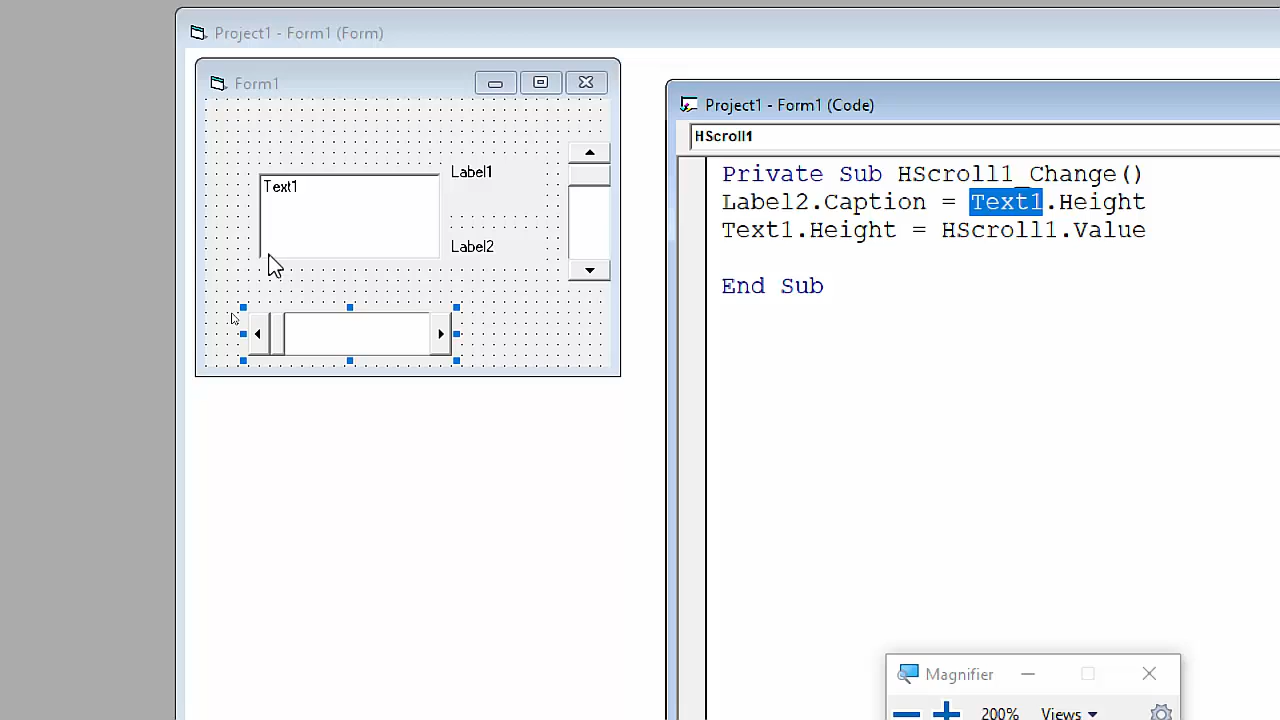 Project1 - Form1 (Form)
Form1
Text1
Label1
Label2
Project1 - Form1 (Code)
HScroll1
Private Sub HScroll1_Change()
Label2.Caption = Text1.Height
Text1.Height = HScroll1.Value
End Sub
Magnifier
200% Views